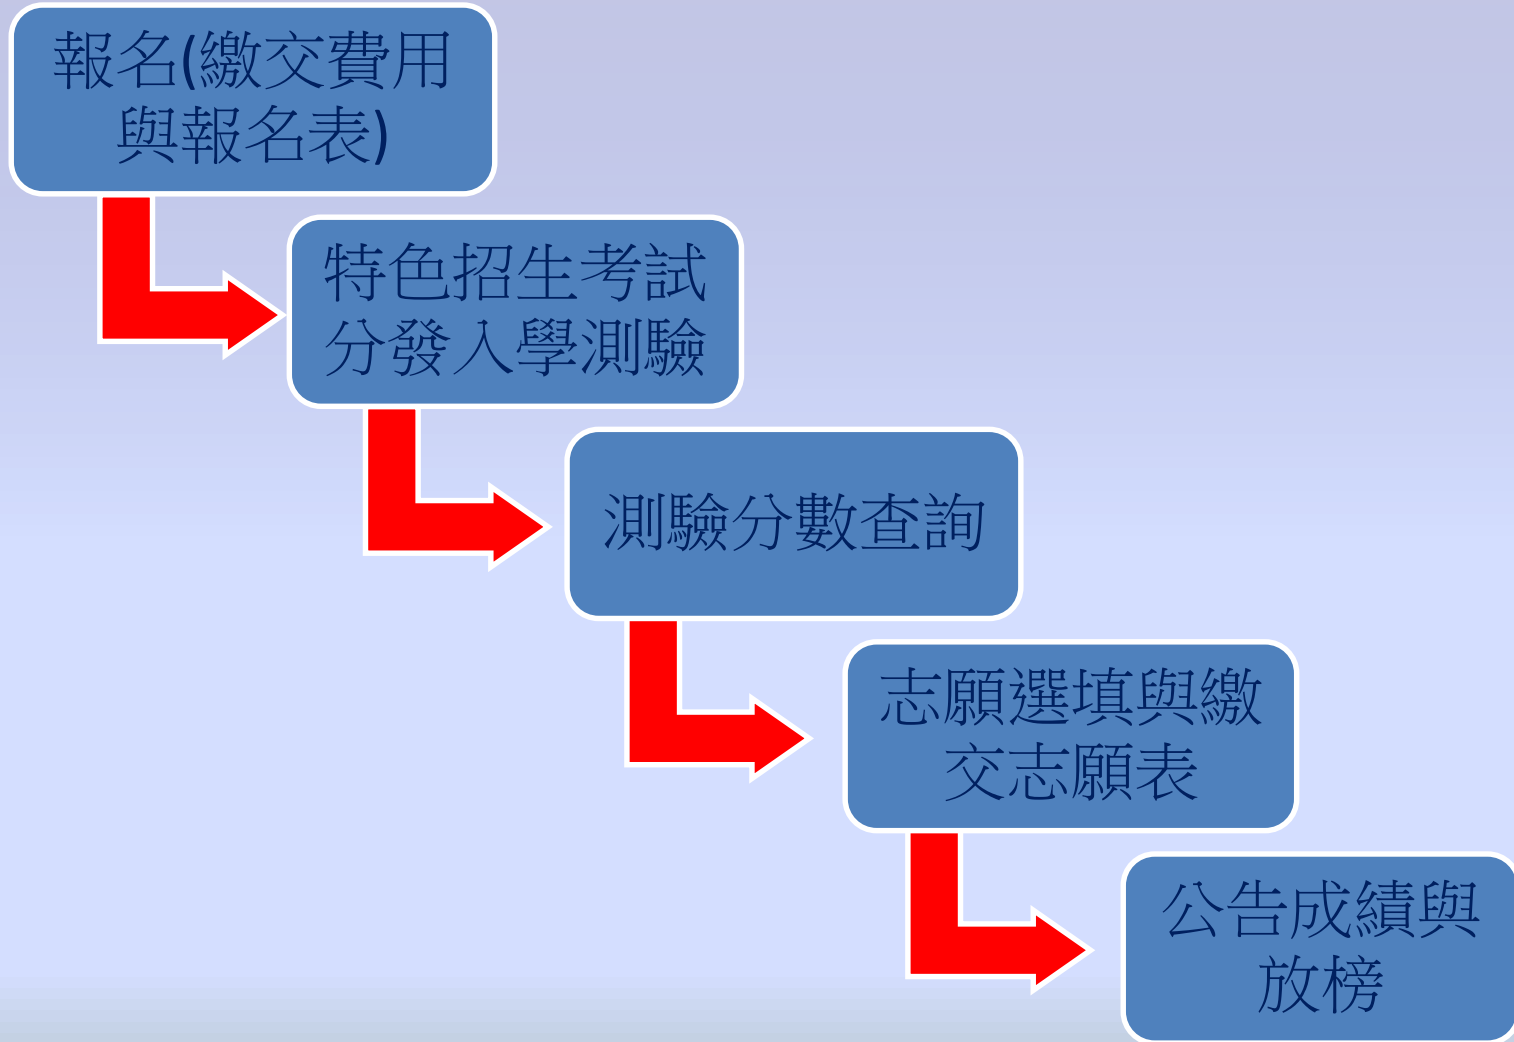 報名(繳交費用
與報名表)
特色招生考試
分發入學測驗
測驗分數查詢
志願選填與繳
交志願表
公告成績與
放榜